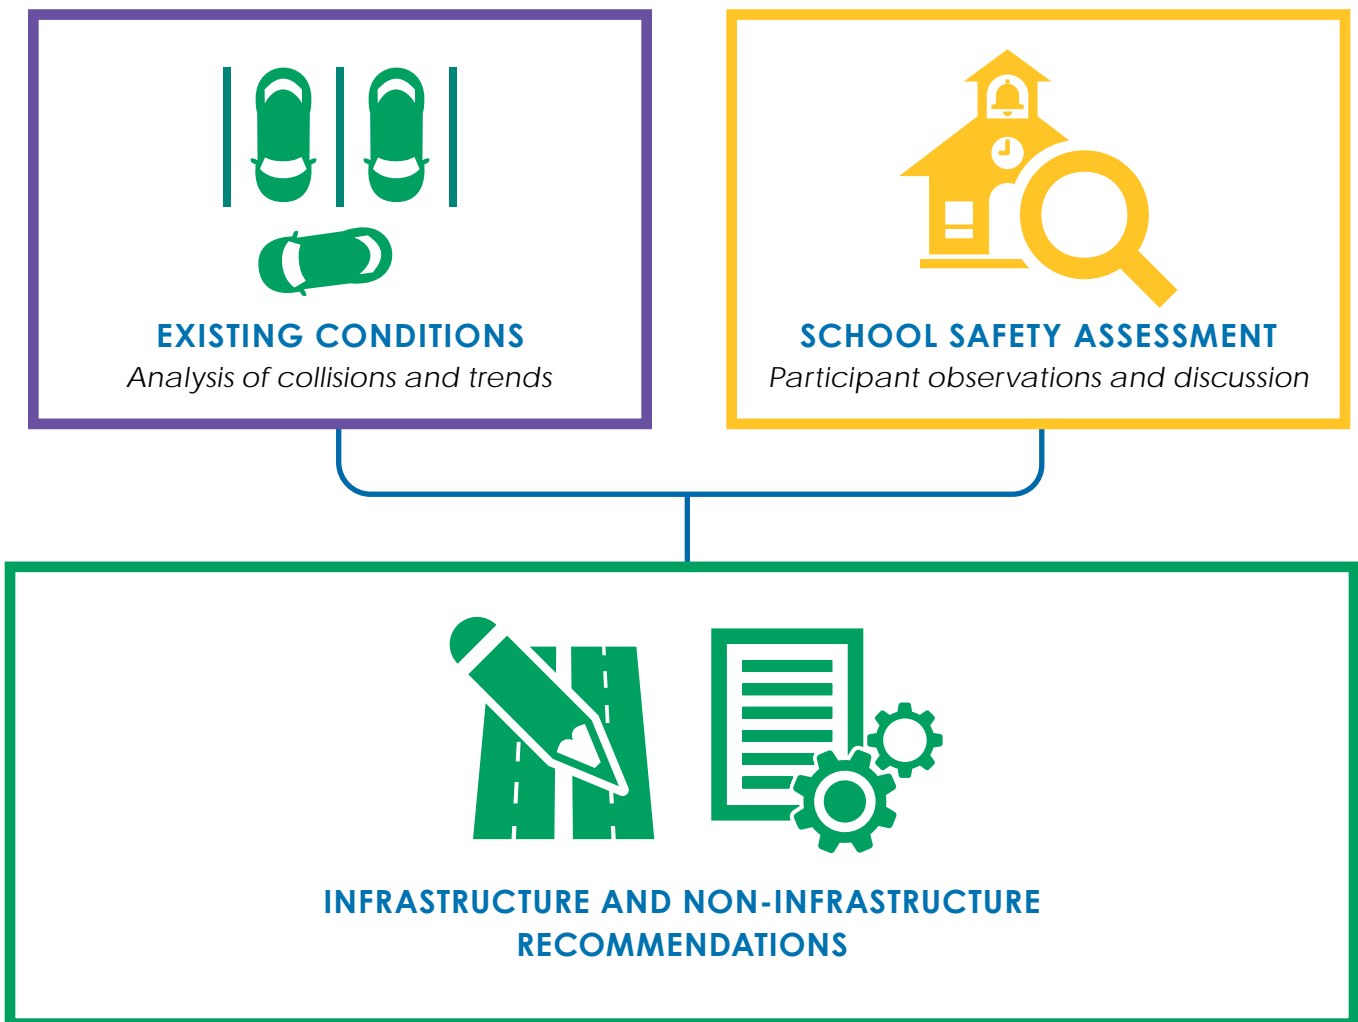 EXISTING CONDITIONS
Analysis of collisions and trends
SCHOOL SAFETY ASSESSMENT
Participant observations and discussion
INFRASTRUCTURE AND NON-INFRASTRUCTURE
RECOMMENDATIONS